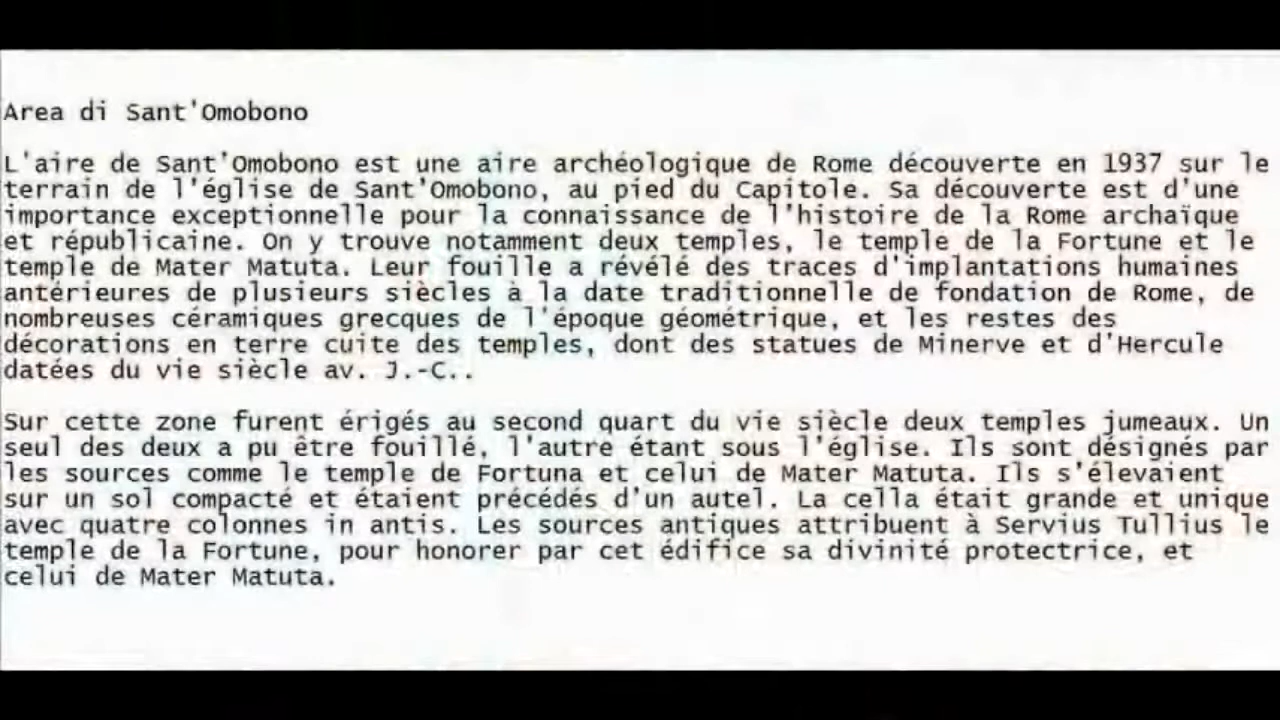 Area di Sant'Omobono
L'aire de Sant'Omobono est une aire archéologique de Rome découverte en 1937 sur le
terrain de l'église de Sant'Omobono, au pied du Capitole. Sa découverte est d'une
importance exceptionnelle pour la connaissance de l'histoire de la Rome archaïque
et républicaine. On y trouve notamment deux temples, le temple de la Fortune et le
temple de Mater Matuta. Leur fouille a révélé des traces d'implantations humaines
antérieures de plusieurs siècles à la date traditionnelle de fondation de Rome, de
nombreuses céramiques grecques de l'époque géométrique, et les restes des
décorations en terre cuite des temples, dont des statues de Minerve et d'Hercule
datées du vie siècle av. J.-C..
Sur cette zone furent érigés au second quart du vie siècle deux temples jumeaux. Un
seul des deux a pu être fouillé, l'autre étant sous l'église. Ils sont désignés par
les sources comme le temple de Fortuna et celui de Mater Matuta. Ils s'élevaient
sur un sol compacté et étaient précédés d'un autel. La cella était grande et unique
avec quatre colonnes in antis. Les sources antiques attribuent à Servius Tullius le
temple de la Fortune, pour honorer par cet édifice sa divinité protectrice, et
celui de Mater Matuta.